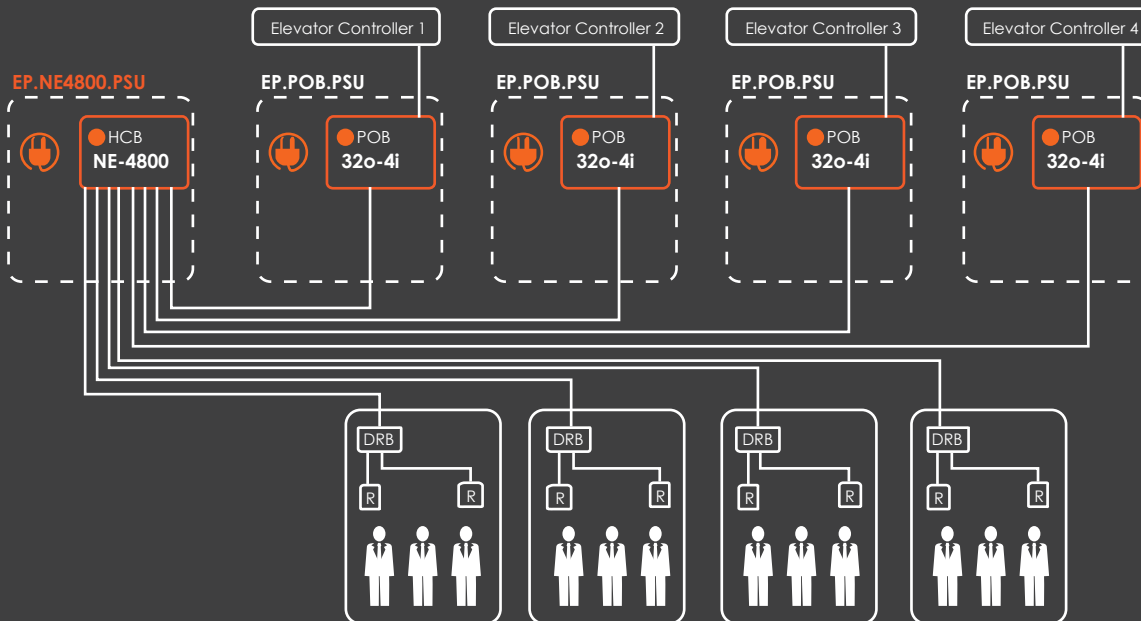 Elevator Controller 1
Elevator Controller 2
Elevator Controller 3
Elevator Controller 4
EP.NE4800.PSU
EP.POB.PSU
EP.POB.PSU
EP.POB.PSU
EP.POB.PSU
HCB
NE-4800
POB
32o-4i
POB
32o-4i
POB
32o-4i
POB
32o-4i
DRB
DRB
DRB
DRB
R
R
R
R
R
R
R
R